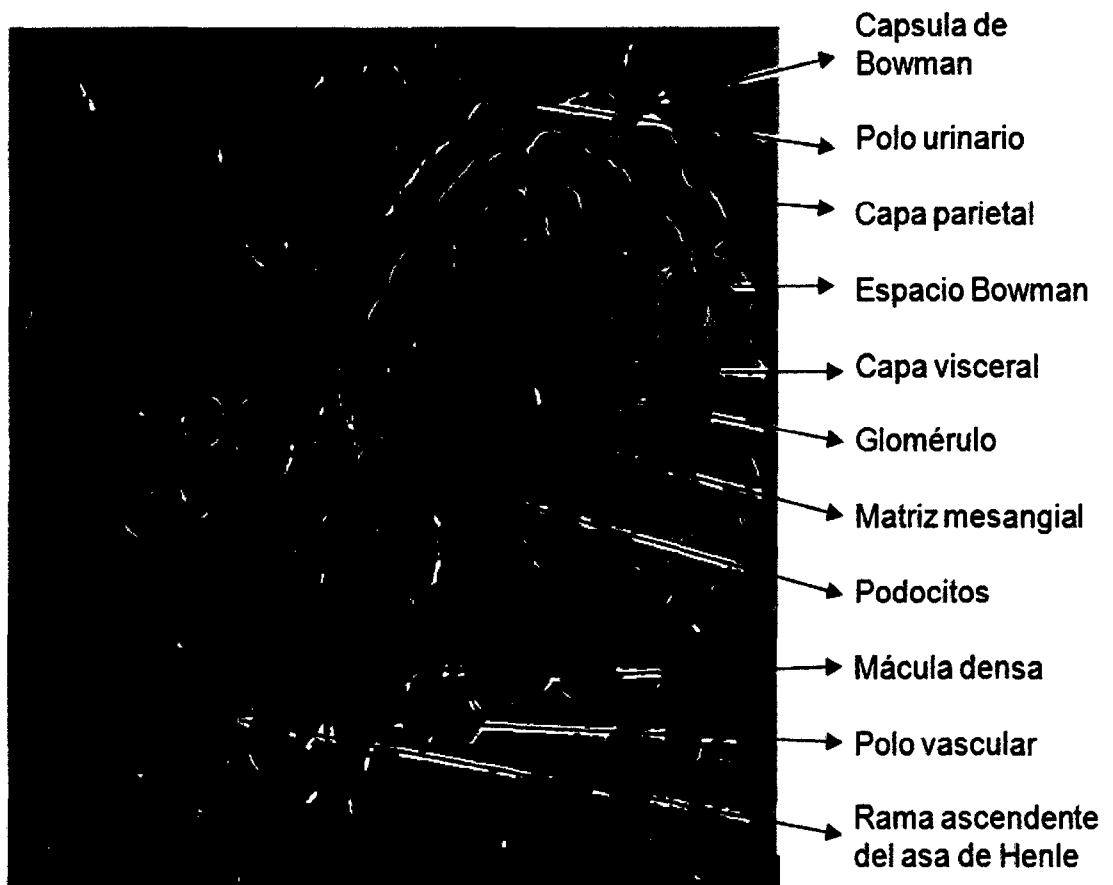 Capsula de
Bowman
Polo urinario
Capa parietal
Espacio Bowman
Capa visceral
Glomérulo
Matriz mesangial
Podocitos
Mácula densa
Polo vascular
Rama ascendente
del asa de Henle